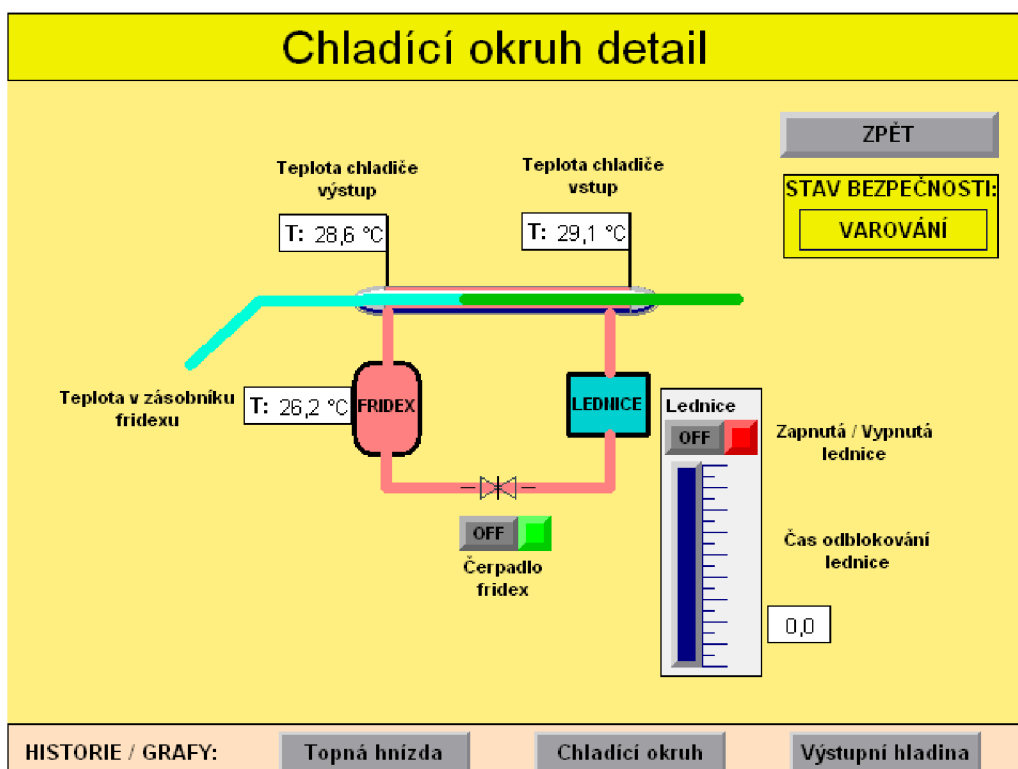 Chladící okruh detail
ZPĚT
Teplota chladiče
výstup
Teplota chladiče
vstup
STAV BEZPEČNOSTI:
VAROVÁNÍ
T: 28,6 °C
T: 29,1 °C
Teplota v zásobníku
fridexu
T: 26,2 °C
FRIDEX
LEDNICE
Lednice
OFF
Zapnutá / Vypnutá
lednice
OFF
Čerpadlo
fridex
Čas odblokování
lednice
0,0
HISTORIE / GRAFY:
Topná hnízda
Chladící okruh
Výstupní hladina